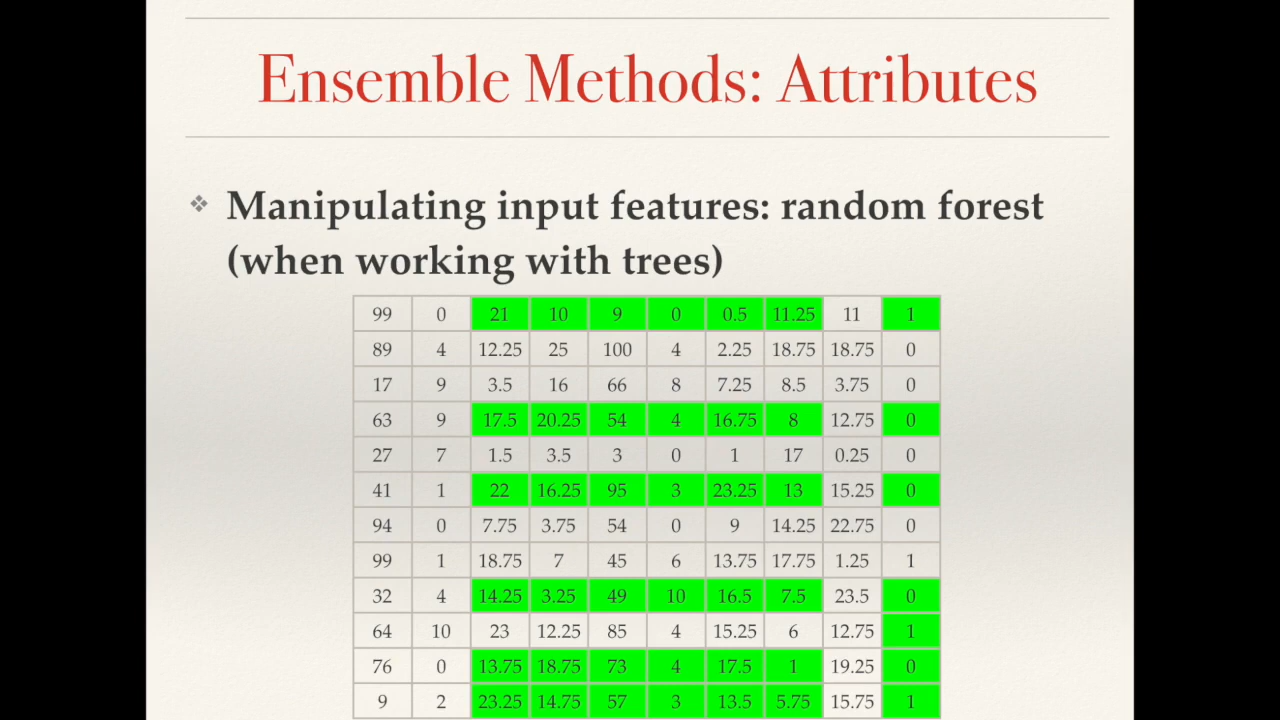 Ensemble Methods: Attributes
❖ Manipulating input features: random forest
(when working with trees)
99 0 21 10 9 0 0.5 11.25 11 1
89 4 12.25 25 100 4 2.25 18.75 18.75 0
17 9 3.5 16 66 8 7.25 8.5 3.75 0
63 9 17.5 20.25 54 4 16.75 8 12.75 0
27 7 1.5 3.5 3 0 1 17 0.25 0
41 1 22 16.25 95 3 23.25 13 15.25 0
94 0 7.75 3.75 54 0 9 14.25 22.75 0
99 1 18.75 7 45 6 13.75 17.75 1.25 1
32 4 14.25 3.25 49 10 16.5 7.5 23.5 0
64 10 23 12.25 85 4 15.25 6 12.75 1
76 0 13.75 18.75 73 4 17.5 1 19.25 0
9 2 23.25 14.75 57 3 13.5 5.75 15.75 1